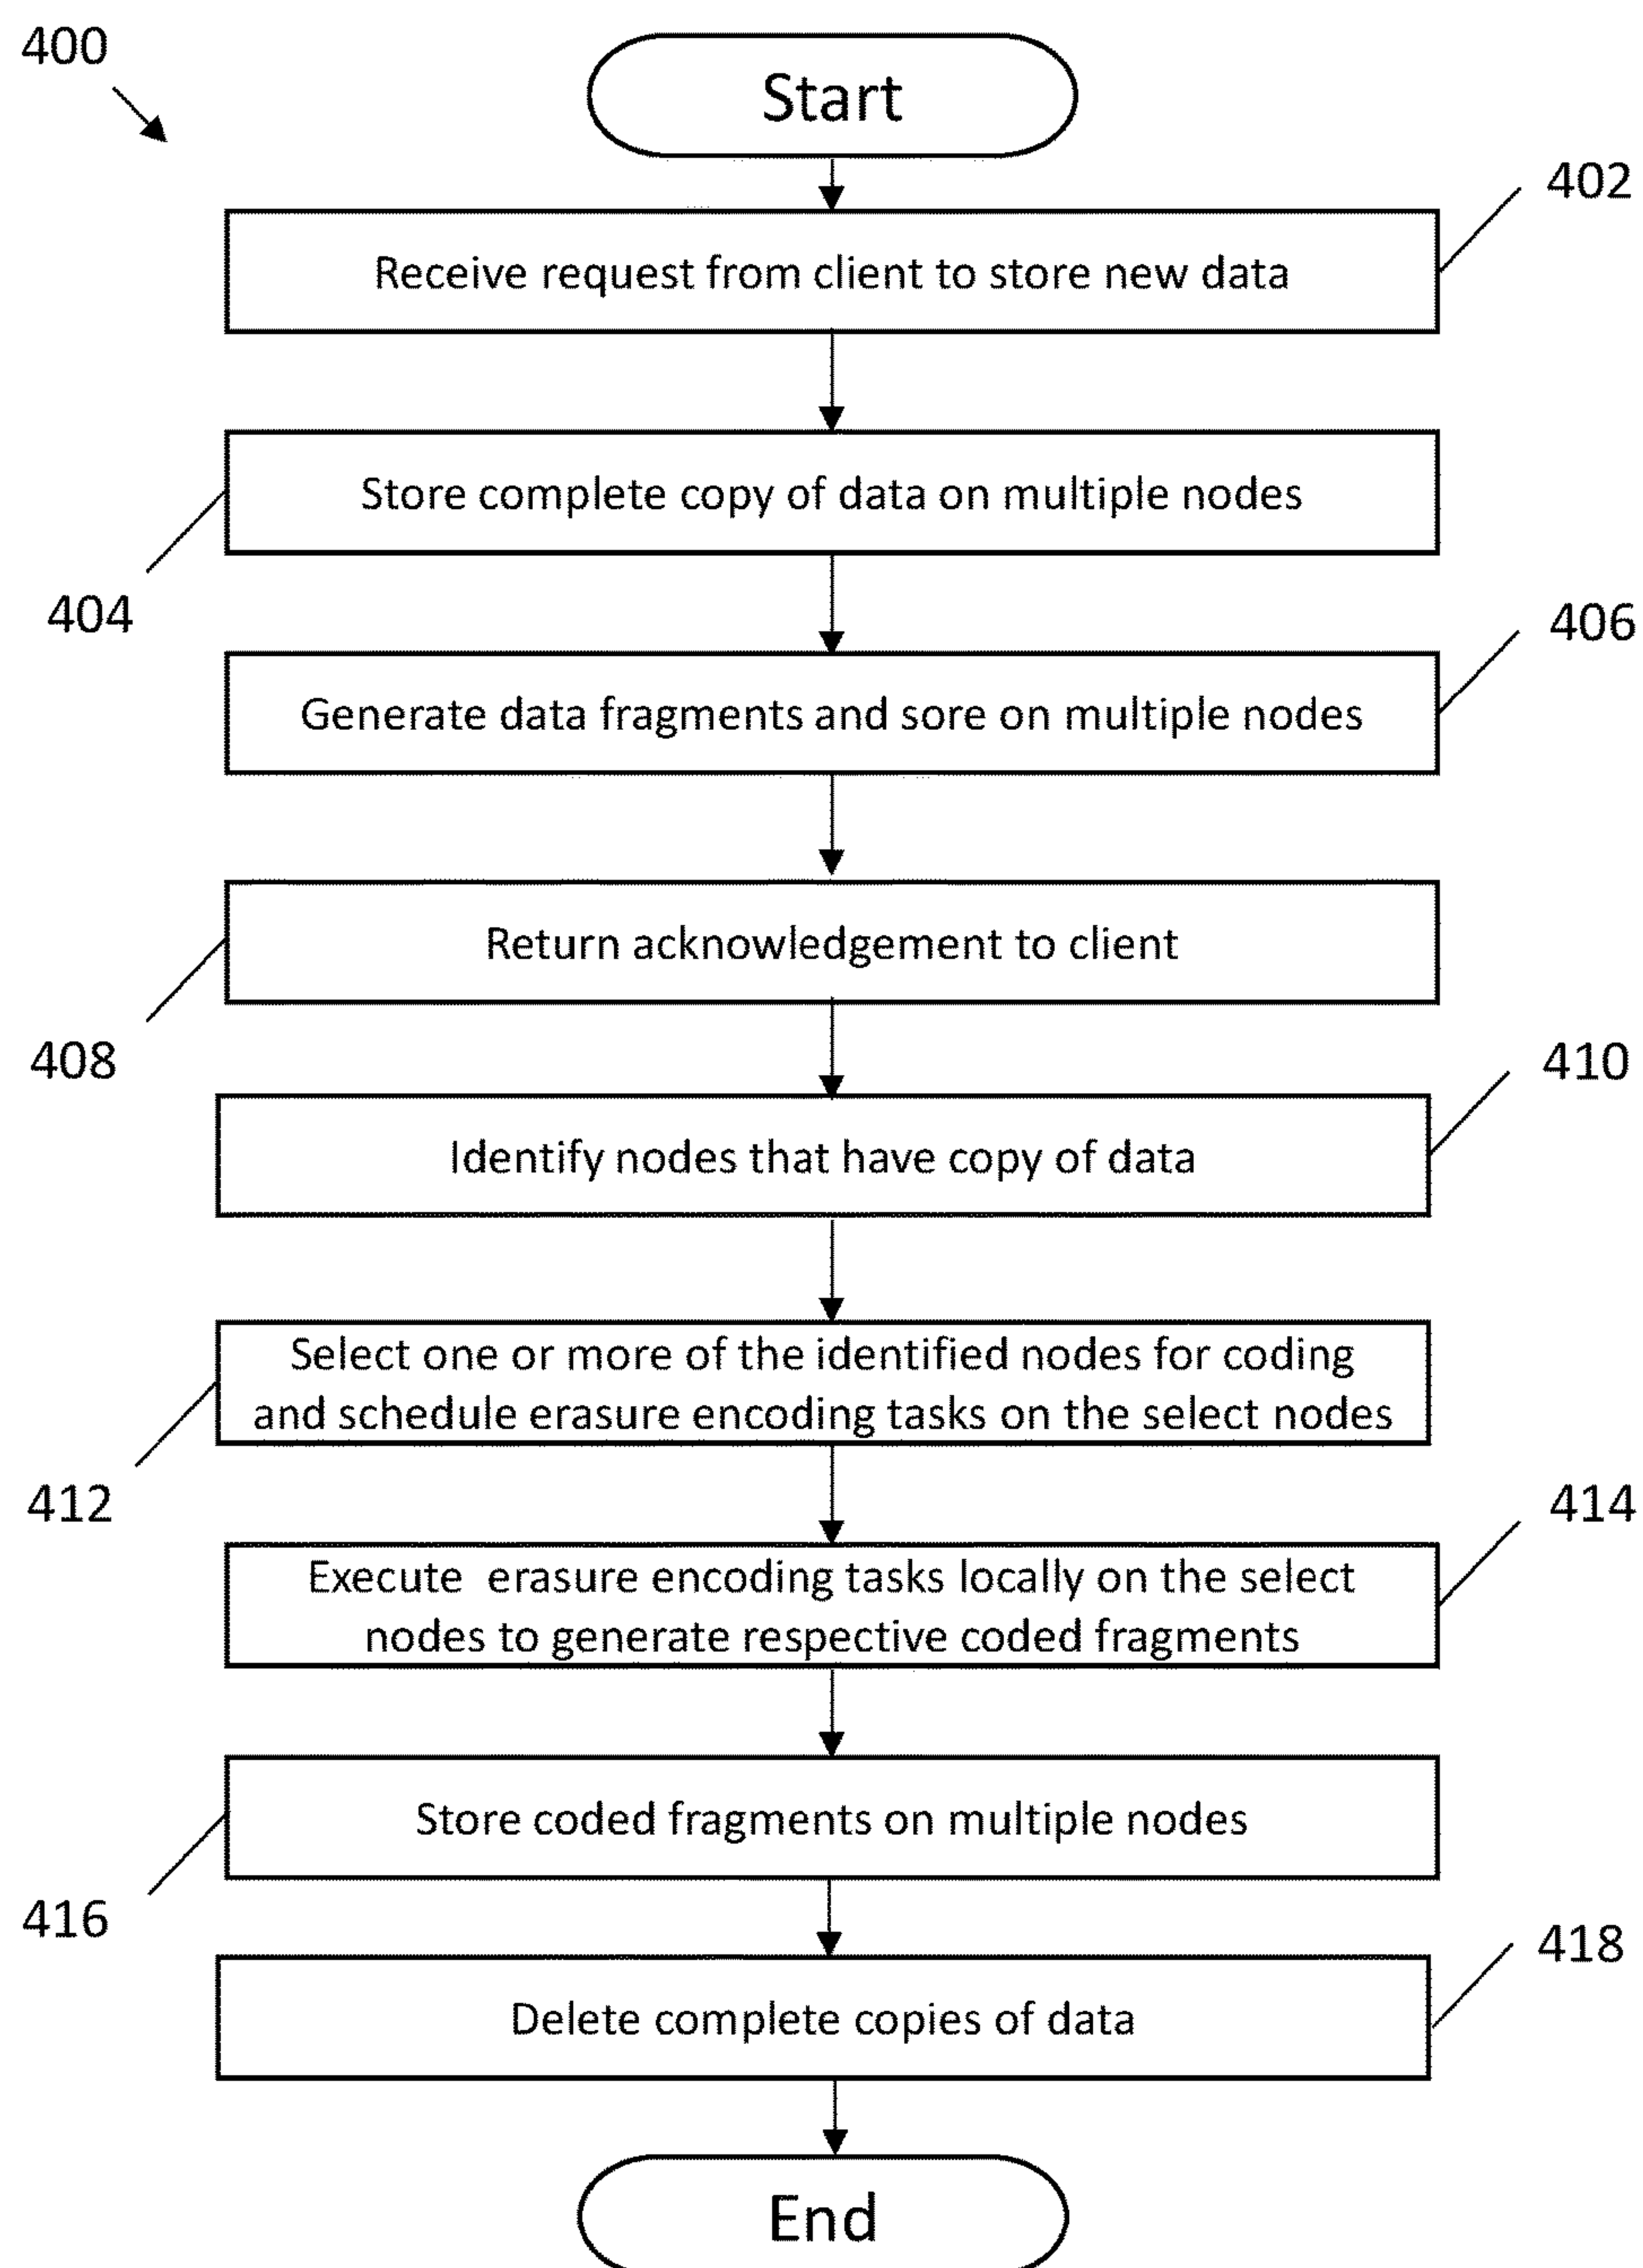 400
Start
402
Receive request from client to store new data
Store complete copy of data on multiple nodes
404
406
Generate data fragments and sore on multiple nodes
Return acknowledgement to client
408
410
Identify nodes that have copy of data
Select one or more of the identified nodes for coding
and schedule erasure encoding tasks on the select nodes
412
414
Execute erasure encoding tasks locally on the select
nodes to generate respective coded fragments
Store coded fragments on multiple nodes
416
418
Delete complete copies of data
End